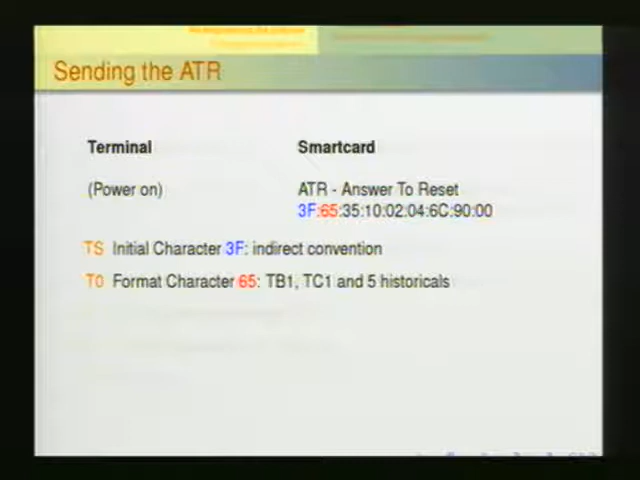 Sending the ATR
Terminal Smartcard
(Power on) ATR - Answer To Reset
3F:65:35:10:02:04:6C:90:00
TS Initial Character 3F: indirect convention
T0 Format Character 65: TB1, TC1 and 5 historicals